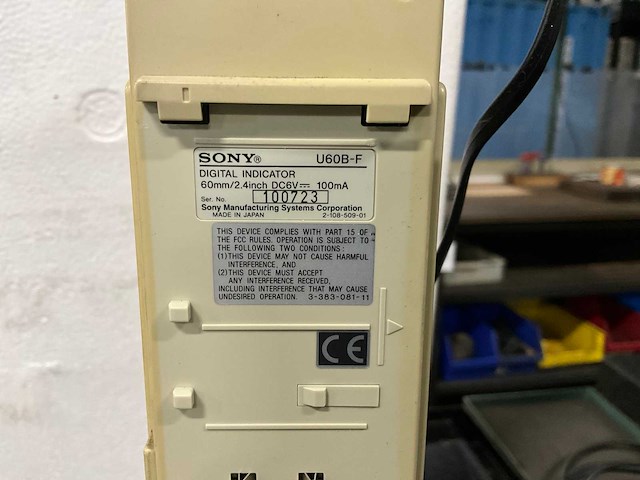 SONY® U60B-F
DIGITAL INDICATOR
60mm/2.4inch DC6V⎓ 100mA
Ser. No. 100723
Sony Manufacturing Systems Corporation
MADE IN JAPAN 2-108-509-01
THIS DEVICE COMPLIES WITH PART 15 OF
THE FCC RULES. OPERATION IS SUBJECT TO
THE FOLLOWING TWO CONDITIONS:
(1)THIS DEVICE MAY NOT CAUSE HARMFUL
INTERFERENCE, AND
(2)THIS DEVICE MUST ACCEPT
ANY INTERFERENCE RECEIVED,
INCLUDING INTERFERENCE THAT MAY CAUSE
UNDESIRED OPERATION. 3-383-081-11
CE